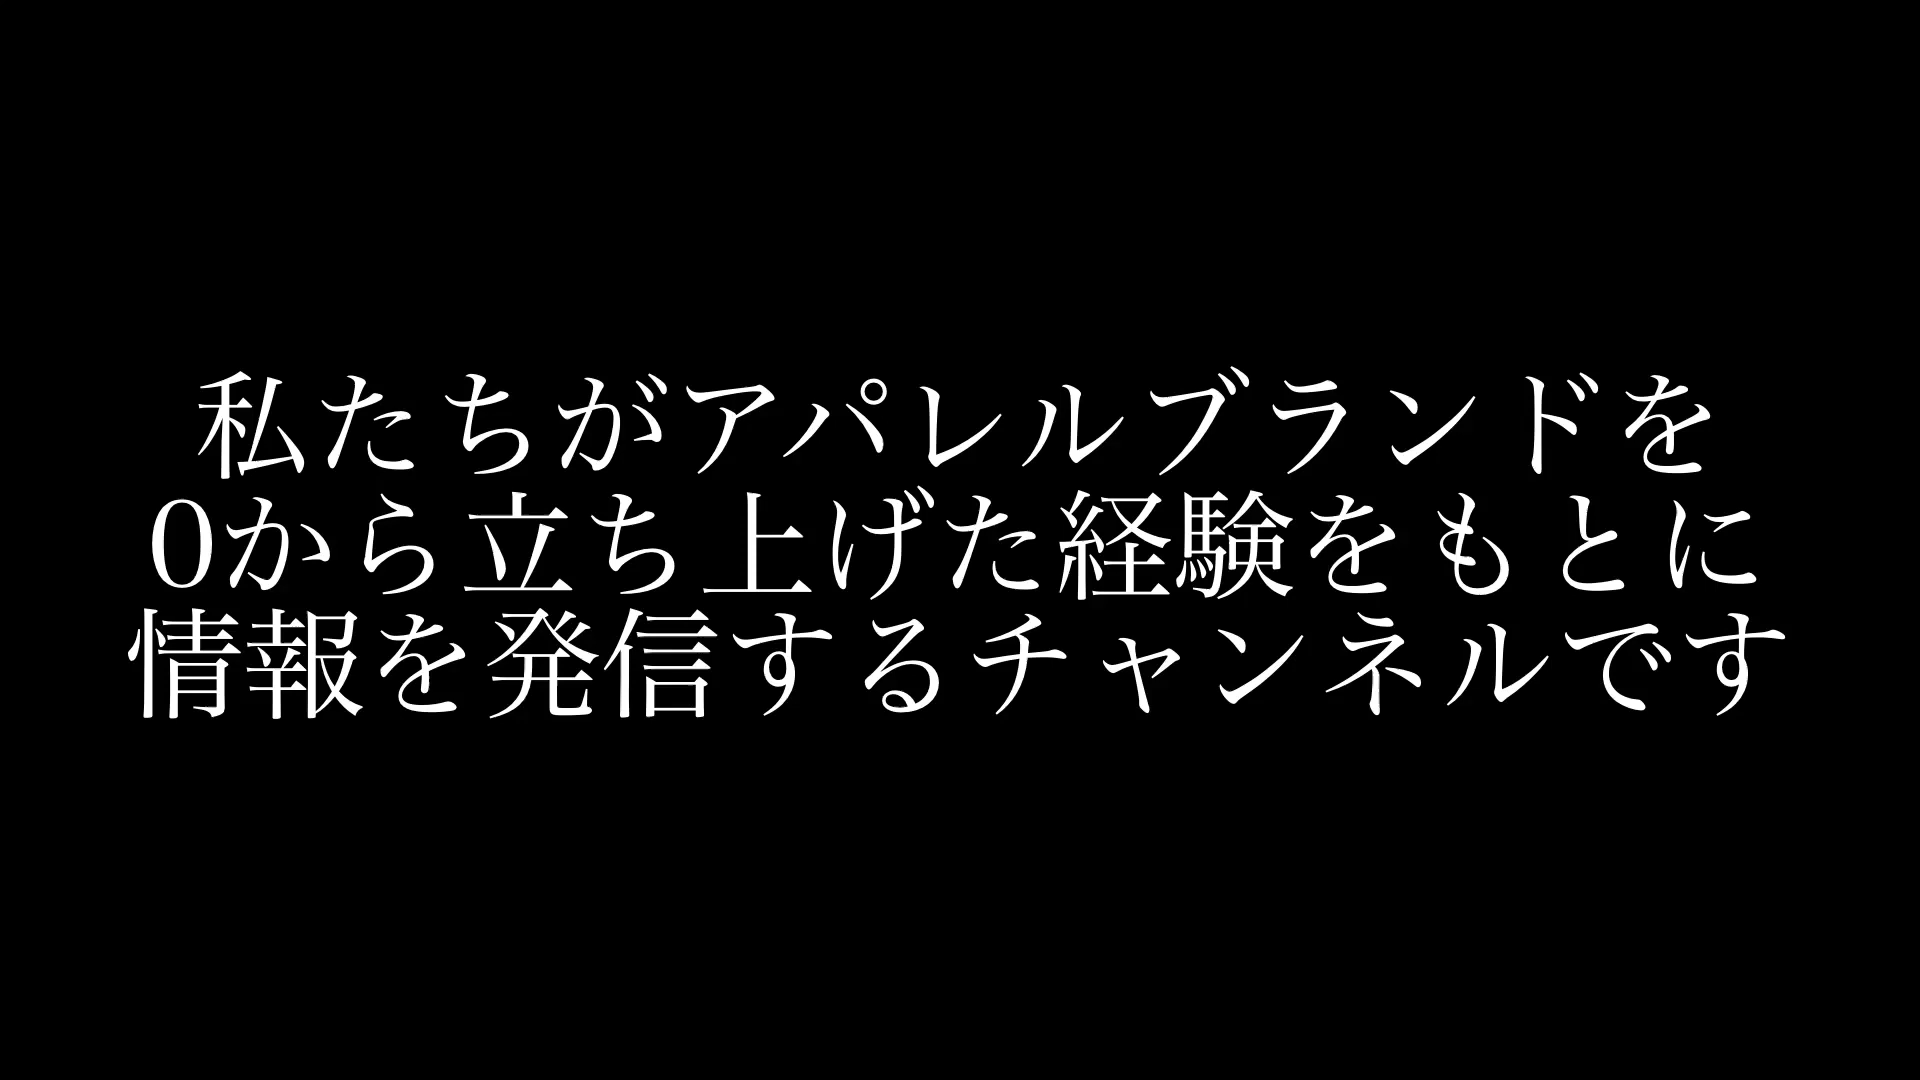 私たちがアパレルブランドを
0から立ち上げた経験をもとに
情報を発信するチャンネルです